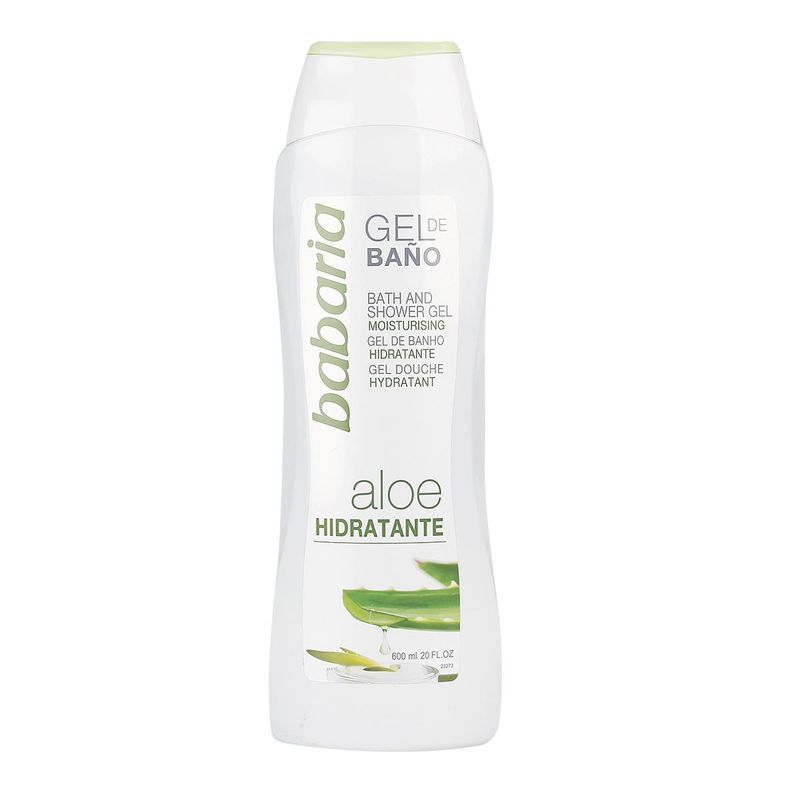 babaria
GEL DE
BAÑO
BATH AND
SHOWER GEL
MOISTURISING
GEL DE BANHO
HIDRATANTE
GEL DOUCHE
HYDRATANT
aloe
HIDRATANTE
600 ml 20 FL.OZ
23273